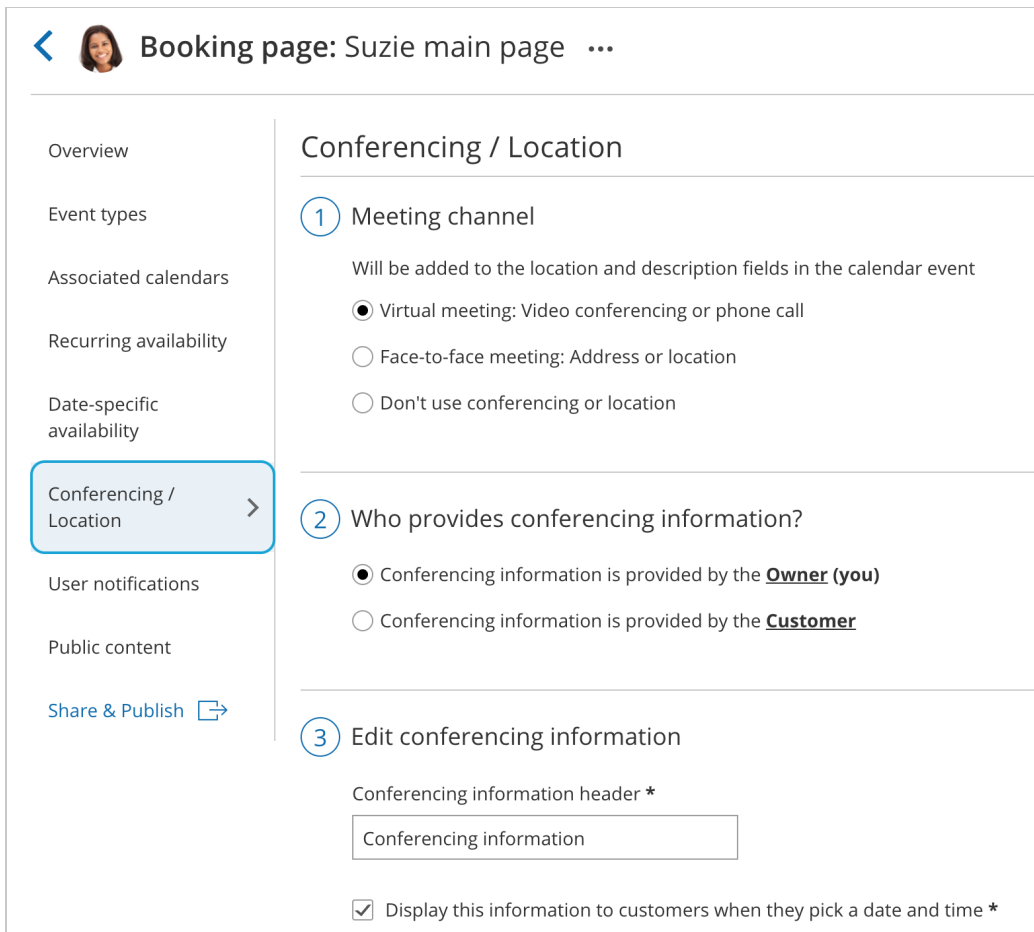 Booking page: Suzie main page
Overview
Event types
Associated calendars
Recurring availability
Date-specific
availability
Conferencing /
Location
User notifications
Public content
Share & Publish
Conferencing / Location
1 Meeting channel
Will be added to the location and description fields in the calendar event
Virtual meeting: Video conferencing or phone call
Face-to-face meeting: Address or location
Don't use conferencing or location
2 Who provides conferencing information?
Conferencing information is provided by the Owner (you)
Conferencing information is provided by the Customer
3 Edit conferencing information
Conferencing information header *
Conferencing information
Display this information to customers when they pick a date and time *